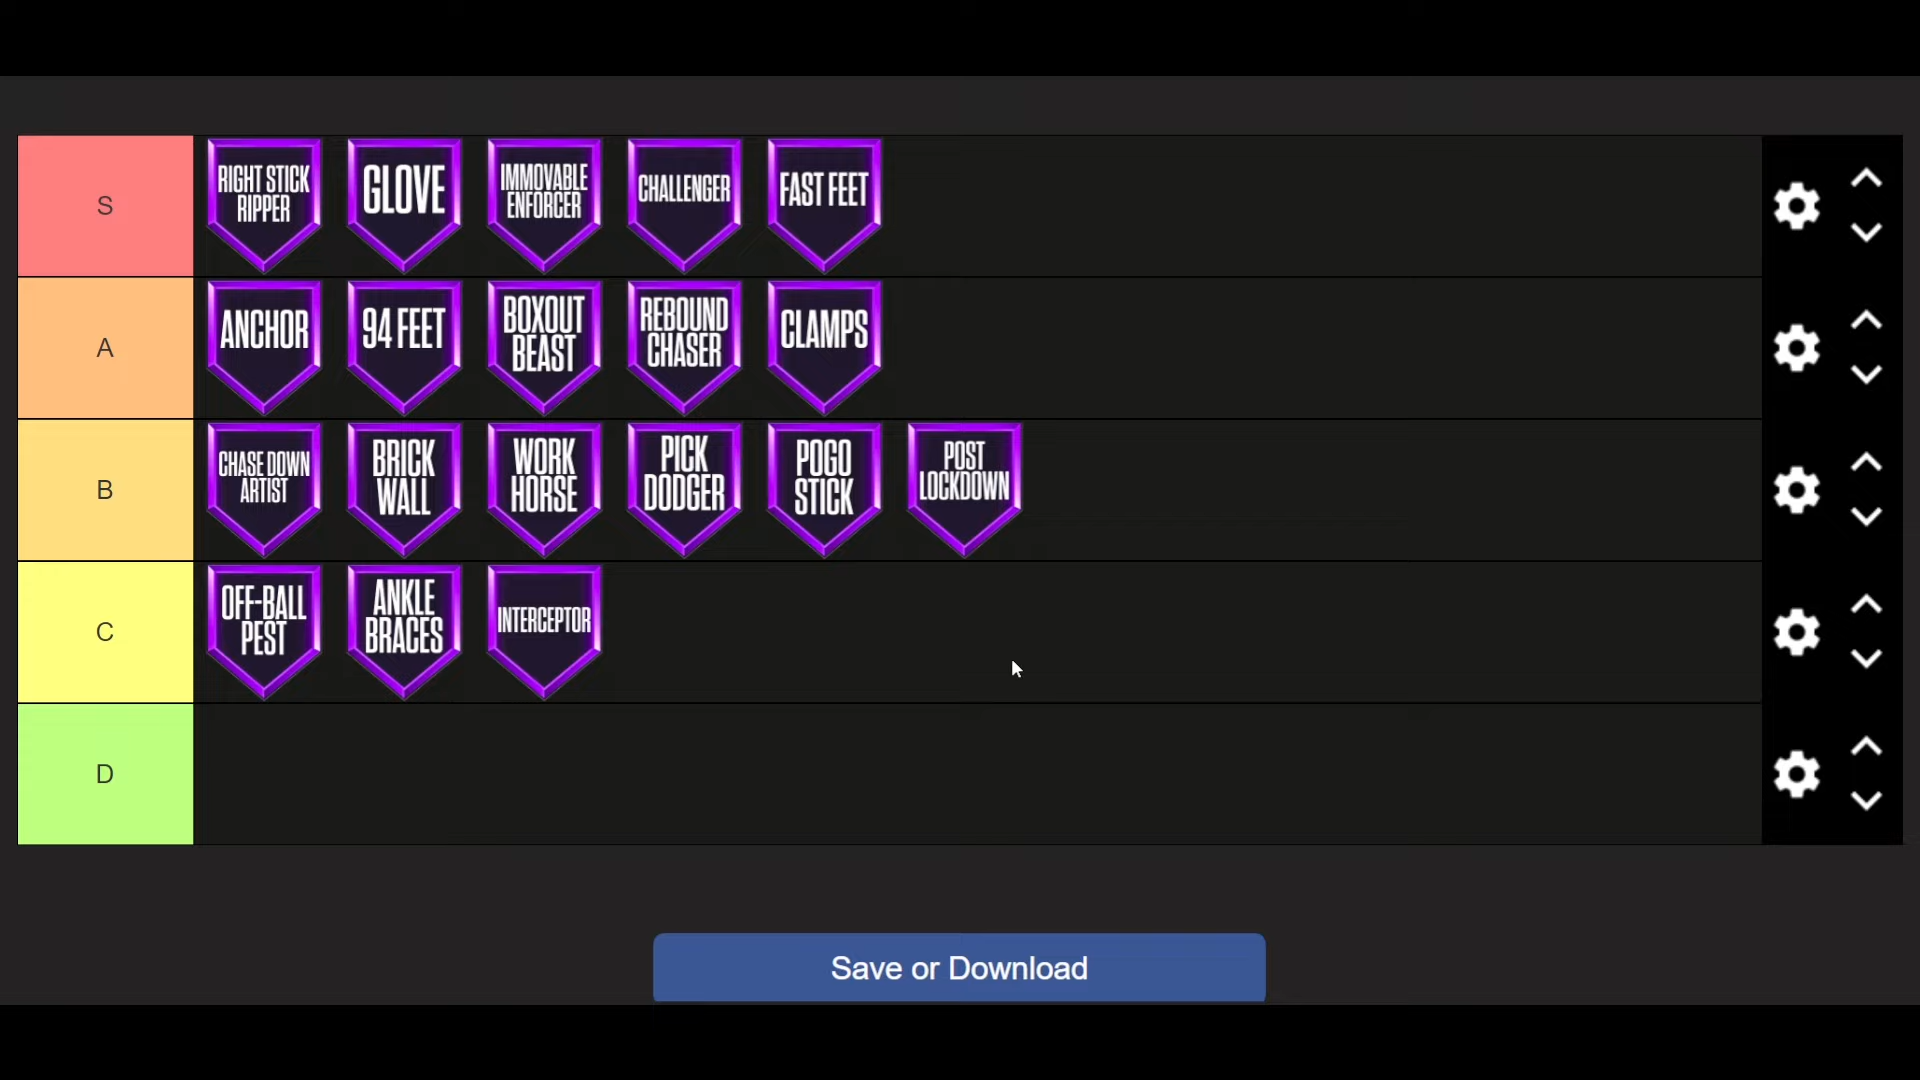 S
RIGHT STICK
RIPPER
GLOVE
IMMOVABLE
ENFORCER
CHALLENGER
FAST FEET
A
ANCHOR
94 FEET
BOXOUT
BEAST
REBOUND
CHASER
CLAMPS
B
CHASE DOWN
ARTIST
BRICK
WALL
WORK
HORSE
PICK
DODGER
POGO
STICK
POST
LOCKDOWN
C
OFF-BALL
PEST
ANKLE
BRACES
INTERCEPTOR
D
Save or Download